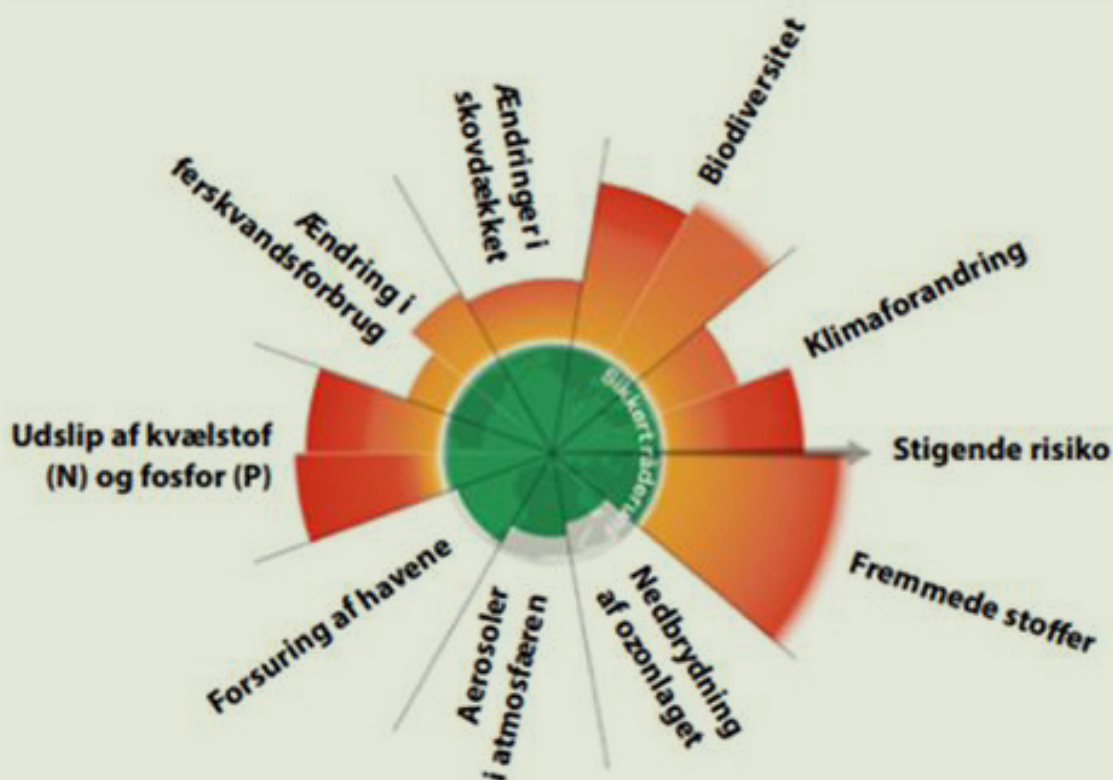 Biodiversitet
Ændringer i
skovdækket
Ændring i
ferskvandsforbrug
Klimaforandring
Udslip af kvælstof
(N) og fosfor (P)
Stigende risiko
Fremmede stoffer
Forsuring af havene
Aerosoler
i atmosfæren
Nedbrydning
af ozonlaget
Sikkert råderum